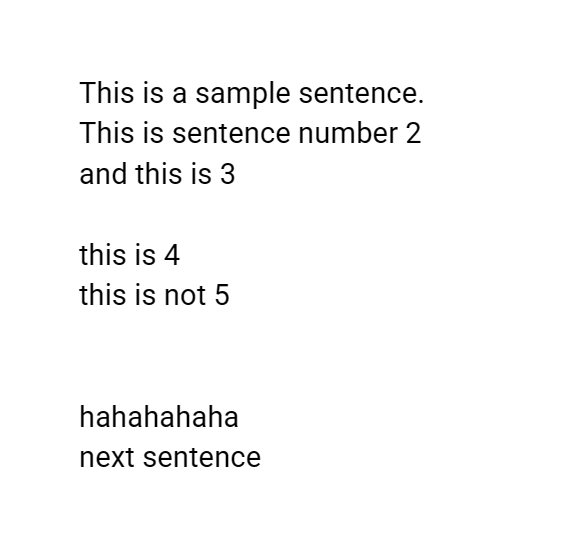 This is a sample sentence.
This is sentence number 2
and this is 3
this is 4
this is not 5
hahahahaha
next sentence